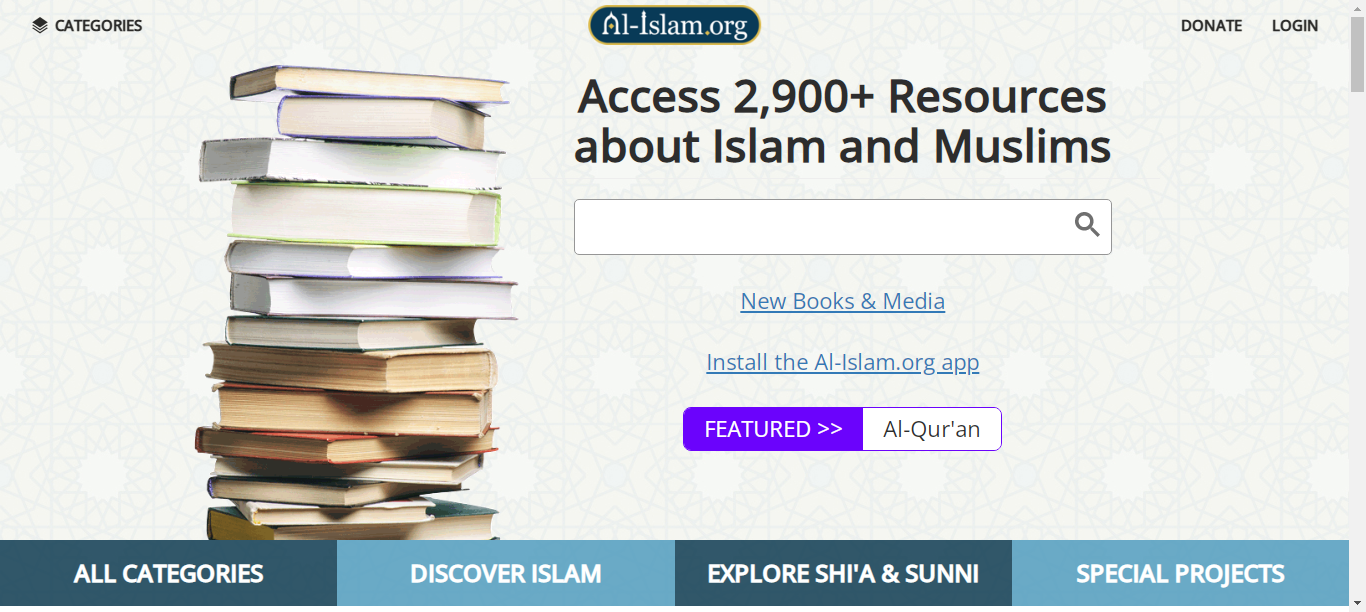 CATEGORIES
Al-Islam.org
DONATE
LOGIN
Access 2,900+ Resources
about Islam and Muslims
New Books & Media
Install the Al-Islam.org app
FEATURED >>
Al-Qur'an
ALL CATEGORIES
DISCOVER ISLAM
EXPLORE SHI'A & SUNNI
SPECIAL PROJECTS